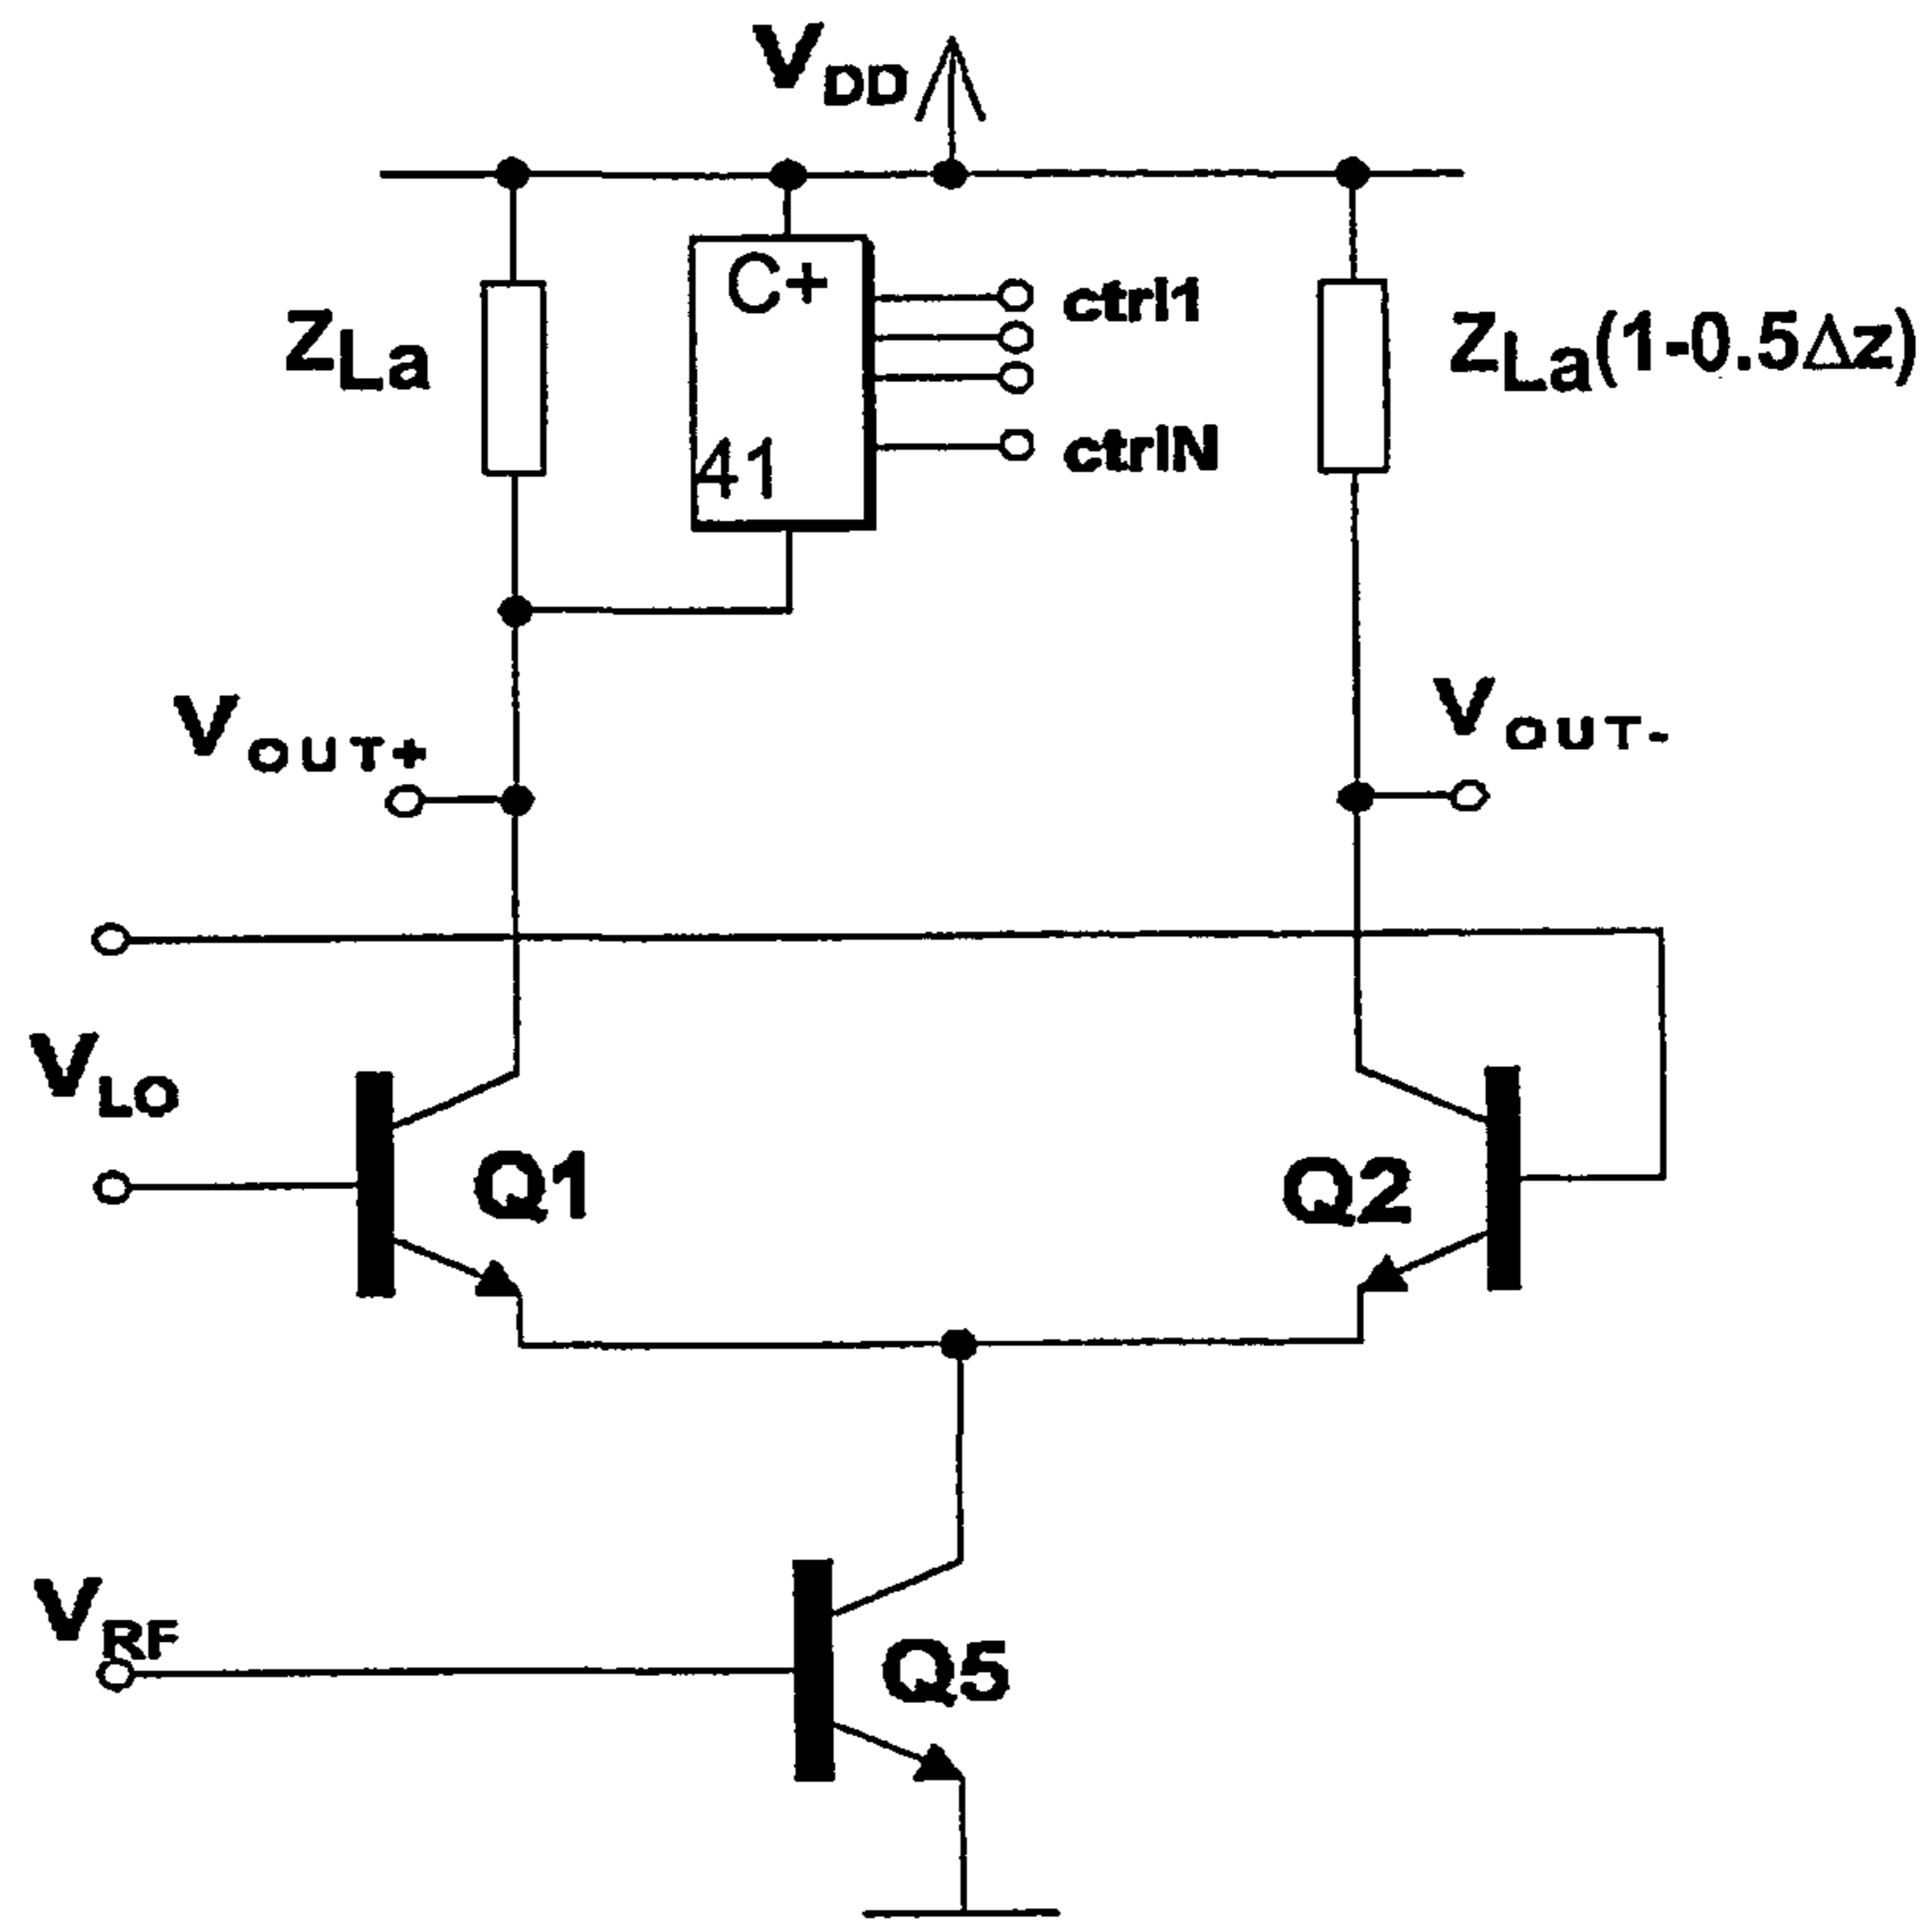 VDD
C+
ctrl1
ZLa
ZLa(1-0.5Δz)
ctrlN
41
VOUT+
VOUT-
VLO
Q1
Q2
VRF
Q5